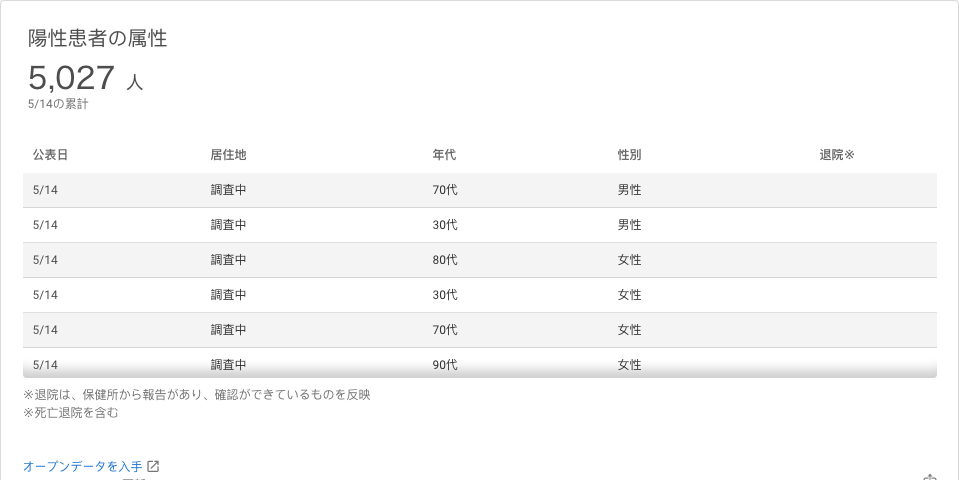 陽性患者の属性
5,027 人
5/14の累計
公表日 居住地 年代 性別 退院※
5/14 調査中 70代 男性
5/14 調査中 30代 男性
5/14 調査中 80代 女性
5/14 調査中 30代 女性
5/14 調査中 70代 女性
5/14 調査中 90代 女性
※退院は、保健所から報告があり、確認ができているものを反映
※死亡退院を含む
オープンデータを入手